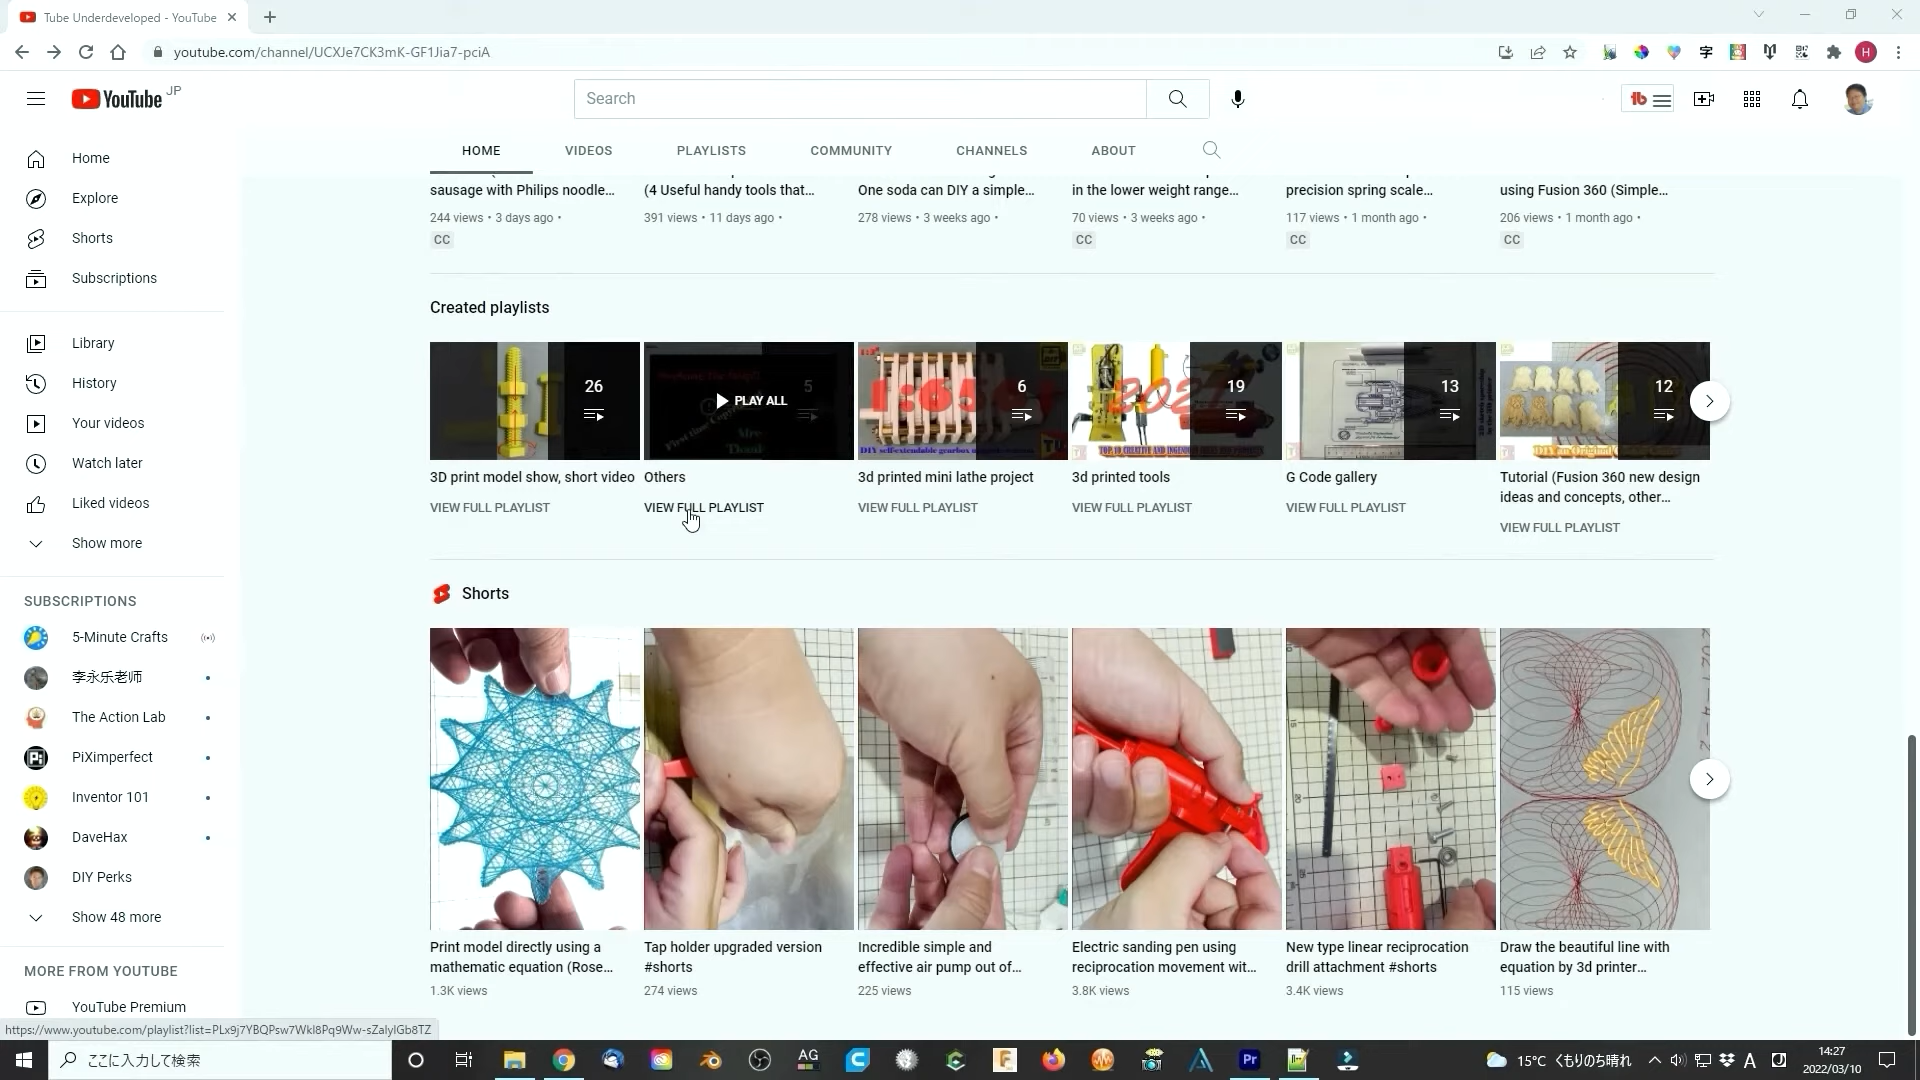 Tube Underdeveloped - YouTube
youtube.com/channel/UCXJe7CK3mK-GF1Jia7-pciA
字
H
YouTube JP
Search
HOME
VIDEOS
PLAYLISTS
COMMUNITY
CHANNELS
ABOUT
Home
Explore
Shorts
Subscriptions
Library
History
Your videos
Watch later
Liked videos
Show more
SUBSCRIPTIONS
5-Minute Crafts
李永乐老师
The Action Lab
PiXimperfect
Inventor 101
DaveHax
DIY Perks
Show 48 more
MORE FROM YOUTUBE
YouTube Premium
sausage with Philips noodle...
244 views • 3 days ago •
CC
(4 Useful handy tools that...
391 views • 11 days ago •
One soda can DIY a simple...
278 views • 3 weeks ago •
in the lower weight range...
70 views • 3 weeks ago •
CC
precision spring scale...
117 views • 1 month ago •
CC
using Fusion 360 (Simple...
206 views • 1 month ago •
CC
Created playlists
26
3D print model show, short video
VIEW FULL PLAYLIST
5
PLAY ALL
Others
VIEW FULL PLAYLIST
6
3d printed mini lathe project
VIEW FULL PLAYLIST
19
2021
TOP 10 CREATIVE AND INGENIOUS
3d printed tools
VIEW FULL PLAYLIST
13
G Code gallery
VIEW FULL PLAYLIST
12
Tutorial (Fusion 360 new design
ideas and concepts, other...
VIEW FULL PLAYLIST
Shorts
Print model directly using a
mathematic equation (Rose...
1.3K views
Tap holder upgraded version
#shorts
274 views
Incredible simple and
effective air pump out of...
225 views
Electric sanding pen using
reciprocation movement wit...
3.8K views
New type linear reciprocation
drill attachment #shorts
3.4K views
Draw the beautiful line with
equation by 3d printer...
115 views
https://www.youtube.com/playlist?list=PLx9j7YBQPsw7Wkl8Pq9Ww-sZalylGb8TZ
ここに入力して検索
AG
Pr
15°C くもりのち晴れ
A
14:27
2022/03/10